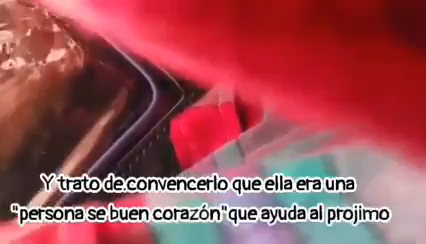 Y trato de.convencerlo que ella era una
"persona se buen corazón"que ayuda al projimo